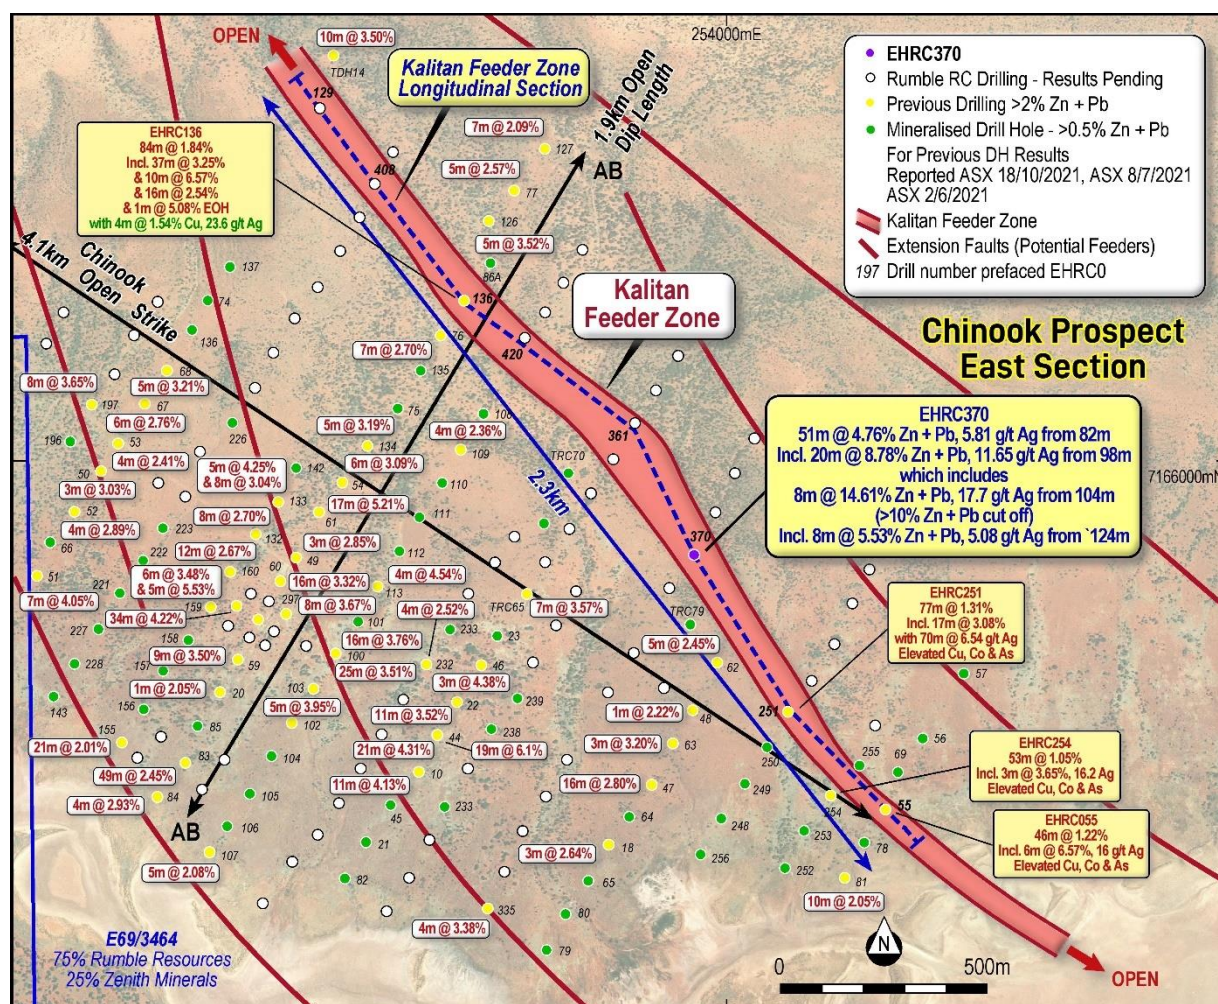 OPEN
10m @ 3.50%
TDH14
254000mE
Kalitan Feeder Zone
Longitudinal Section
129
1.9km Open
Dip Length
7m @ 2.09%
127
EHRC370
Rumble RC Drilling - Results Pending
Previous Drilling >2% Zn + Pb
Mineralised Drill Hole - >0.5% Zn + Pb
For Previous DH Results
Reported ASX 18/10/2021, ASX 8/7/2021
ASX 2/6/2021
Kalitan Feeder Zone
Extension Faults (Potential Feeders)
197 Drill number prefaced EHRC0
EHRC136
84m @ 1.84%
Incl. 37m @ 3.25%
& 10m @ 6.57%
& 16m @ 2.54%
& 1m @ 5.08% EOH
with 4m @ 1.54% Cu, 23.6 g/t Ag
408
5m @ 2.57%
77
AB
126
5m @ 3.52%
86A
4.1km Open Strike
Chinook
137
74
136
136
Kalitan
Feeder Zone
Chinook Prospect
East Section
76
420
7m @ 2.70%
135
68
8m @ 3.65%
5m @ 3.21%
197
67
6m @ 2.76%
75
108
361
EHRC370
51m @ 4.76% Zn + Pb, 5.81 g/t Ag from 82m
Incl. 20m @ 8.78% Zn + Pb, 11.65 g/t Ag from 98m
which includes
8m @ 14.61% Zn + Pb, 17.7 g/t Ag from 104m
(>10% Zn + Pb cut off)
Incl. 8m @ 5.53% Zn + Pb, 5.08 g/t Ag from `124m
7166000mN
226
5m @ 3.19%
4m @ 2.36%
196
53
134
109
4m @ 2.41%
5m @ 4.25%
& 8m @ 3.04%
142
6m @ 3.09%
TRC70
50
3m @ 3.03%
54
110
2.3km
133
17m @ 5.21%
52
8m @ 2.70%
61
111
4m @ 2.89%
223
132
3m @ 2.85%
370
66
12m @ 2.67%
222
49
112
51
6m @ 3.48%
& 5m @ 5.53%
160
60
16m @ 3.32%
4m @ 4.54%
113
221
7m @ 4.05%
159
297
8m @ 3.67%
4m @ 2.52%
TRC65
7m @ 3.57%
34m @ 4.22%
EHRC251
77m @ 1.31%
Incl. 17m @ 3.08%
with 70m @ 6.54 g/t Ag
Elevated Cu, Co & As
TRC79
227
158
101
233
23
16m @ 3.76%
5m @ 2.45%
9m @ 3.50%
228
157
59
100
25m @ 3.51%
232
46
62
57
3m @ 4.38%
1m @ 2.05%
20
103
143
156
5m @ 3.95%
22
239
11m @ 3.52%
1m @ 2.22%
48
251
85
102
155
238
21m @ 2.01%
21m @ 4.31%
44
19m @ 6.1%
3m @ 3.20%
63
250
56
83
104
255
69
EHRC254
53m @ 1.05%
Incl. 3m @ 3.65%, 16.2 Ag
Elevated Cu, Co & As
49m @ 2.45%
11m @ 4.13%
10
16m @ 2.80%
47
249
4m @ 2.93%
84
105
254
55
AB
45
233
64
248
253
EHRC055
46m @ 1.22%
Incl. 6m @ 6.57%, 16 g/t Ag
Elevated Cu, Co & As
106
21
78
107
18
3m @ 2.64%
256
5m @ 2.08%
82
65
252
81
10m @ 2.05%
335
4m @ 3.38%
80
79
E69/3464
75% Rumble Resources
25% Zenith Minerals
N
0
500m
OPEN